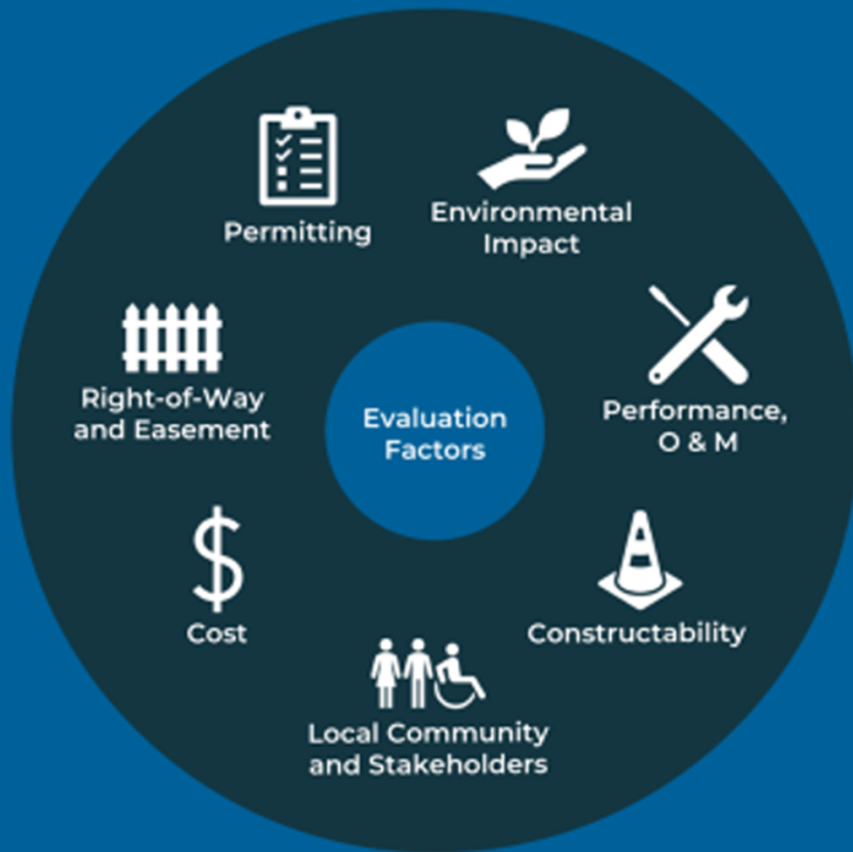 Permitting
Environmental
Impact
Right-of-Way
and Easement
Evaluation
Factors
Performance,
O & M
Cost
Constructability
Local Community
and Stakeholders